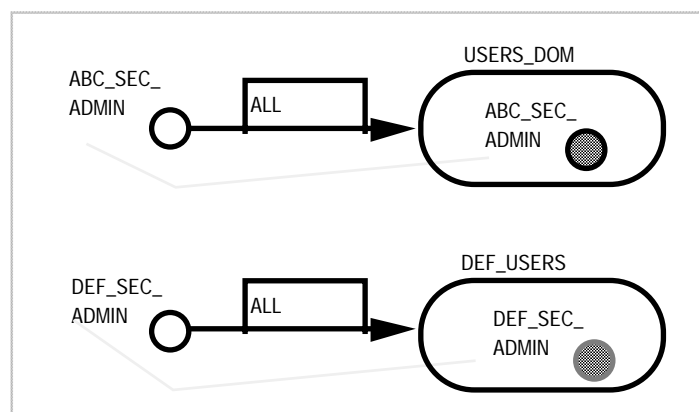 USERS_DOM
ABC_SEC_
ADMIN
ALL
ABC_SEC_
ADMIN
DEF_USERS
DEF_SEC_
ADMIN
ALL
DEF_SEC_
ADMIN